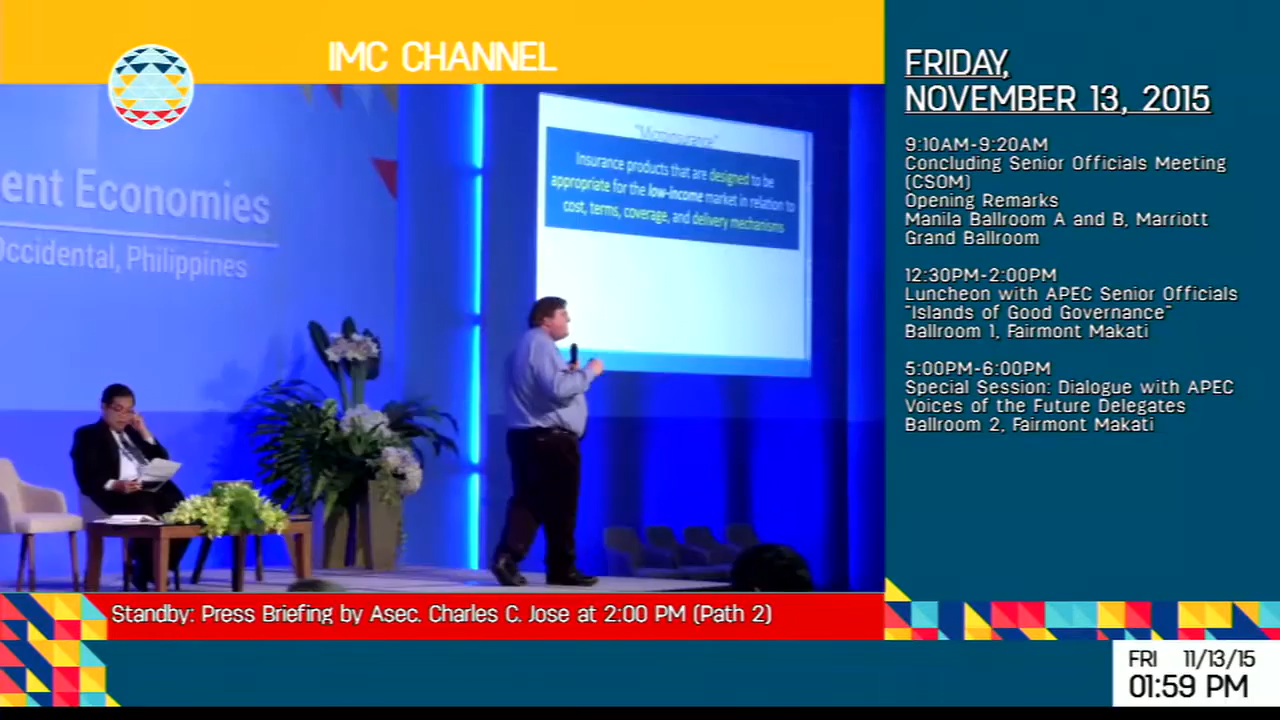 IMC CHANNEL
ent Economies
Occidental, Philippines
"Microinsurance"
Insurance products that are designed to be
appropriate for the low-income market in relation to
cost, terms, coverage, and delivery mechanisms
FRIDAY,
NOVEMBER 13, 2015
9:10AM-9:20AM
Concluding Senior Officials Meeting
(CSOM)
Opening Remarks
Manila Ballroom A and B, Marriott
Grand Ballroom
12:30PM-2:00PM
Luncheon with APEC Senior Officials
"Islands of Good Governance"
Ballroom 1, Fairmont Makati
5:00PM-6:00PM
Special Session: Dialogue with APEC
Voices of the Future Delegates
Ballroom 2, Fairmont Makati
Standby: Press Briefing by Asec. Charles C. Jose at 2:00 PM (Path 2)
FRI 11/13/15
01:59 PM